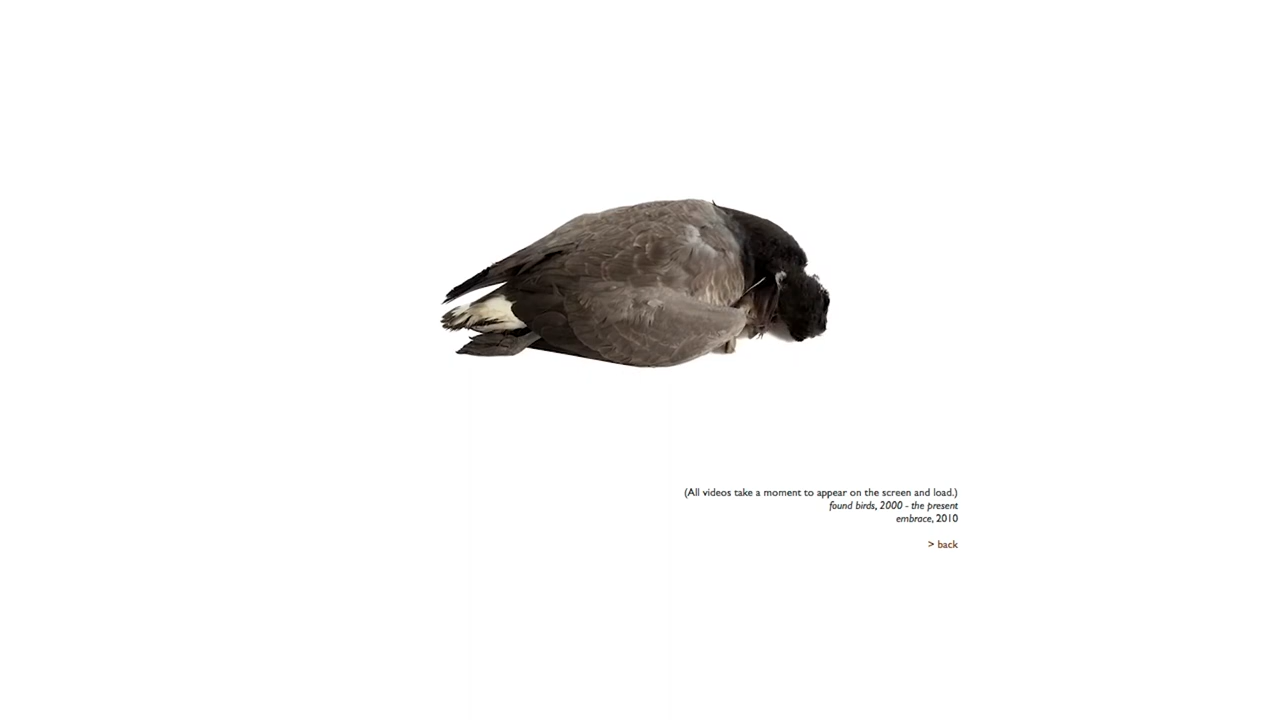 (All videos take a moment to appear on the screen and load.)
found birds, 2000 - the present
embrace, 2010
> back